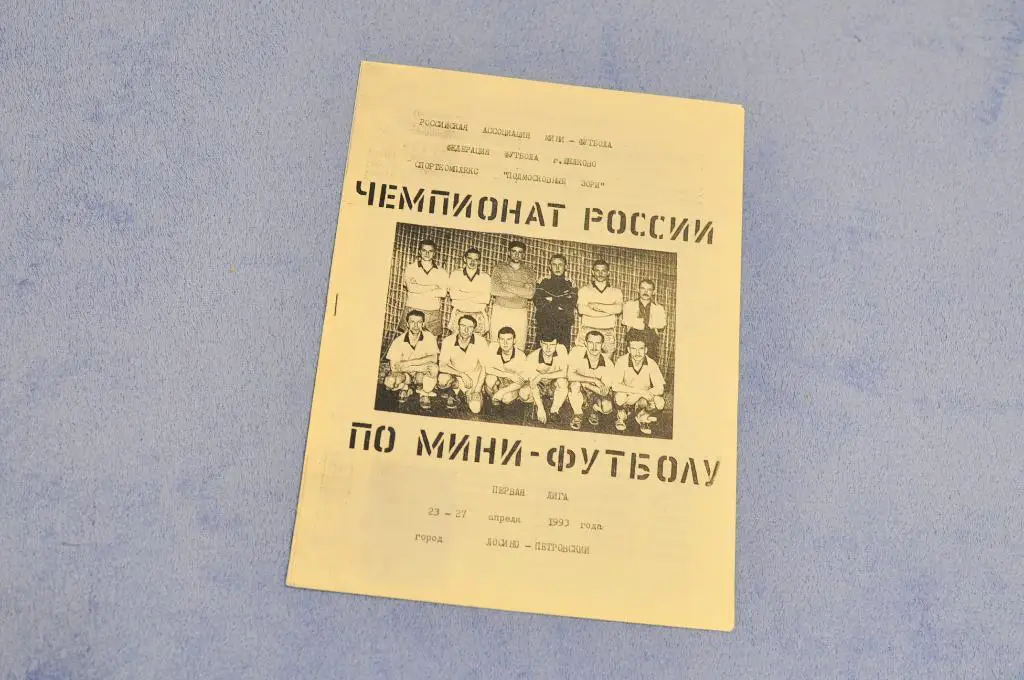 РОССИЙСКАЯ АССОЦИАЦИЯ МИНИ - ФУТБОЛА
ФЕДЕРАЦИЯ ФУТБОЛА г.ЩЕЛКОВО
СПОРТКОМПЛЕКС "ПОДМОСКОВНЫЕ ЗОРИ"
ЧЕМПИОНАТ РОССИИ
ПО МИНИ-ФУТБОЛУ
ПЕРВАЯ ЛИГА
23 - 27 апреля 1993 года
город ЛОСИНО - ПЕТРОВСКИЙ